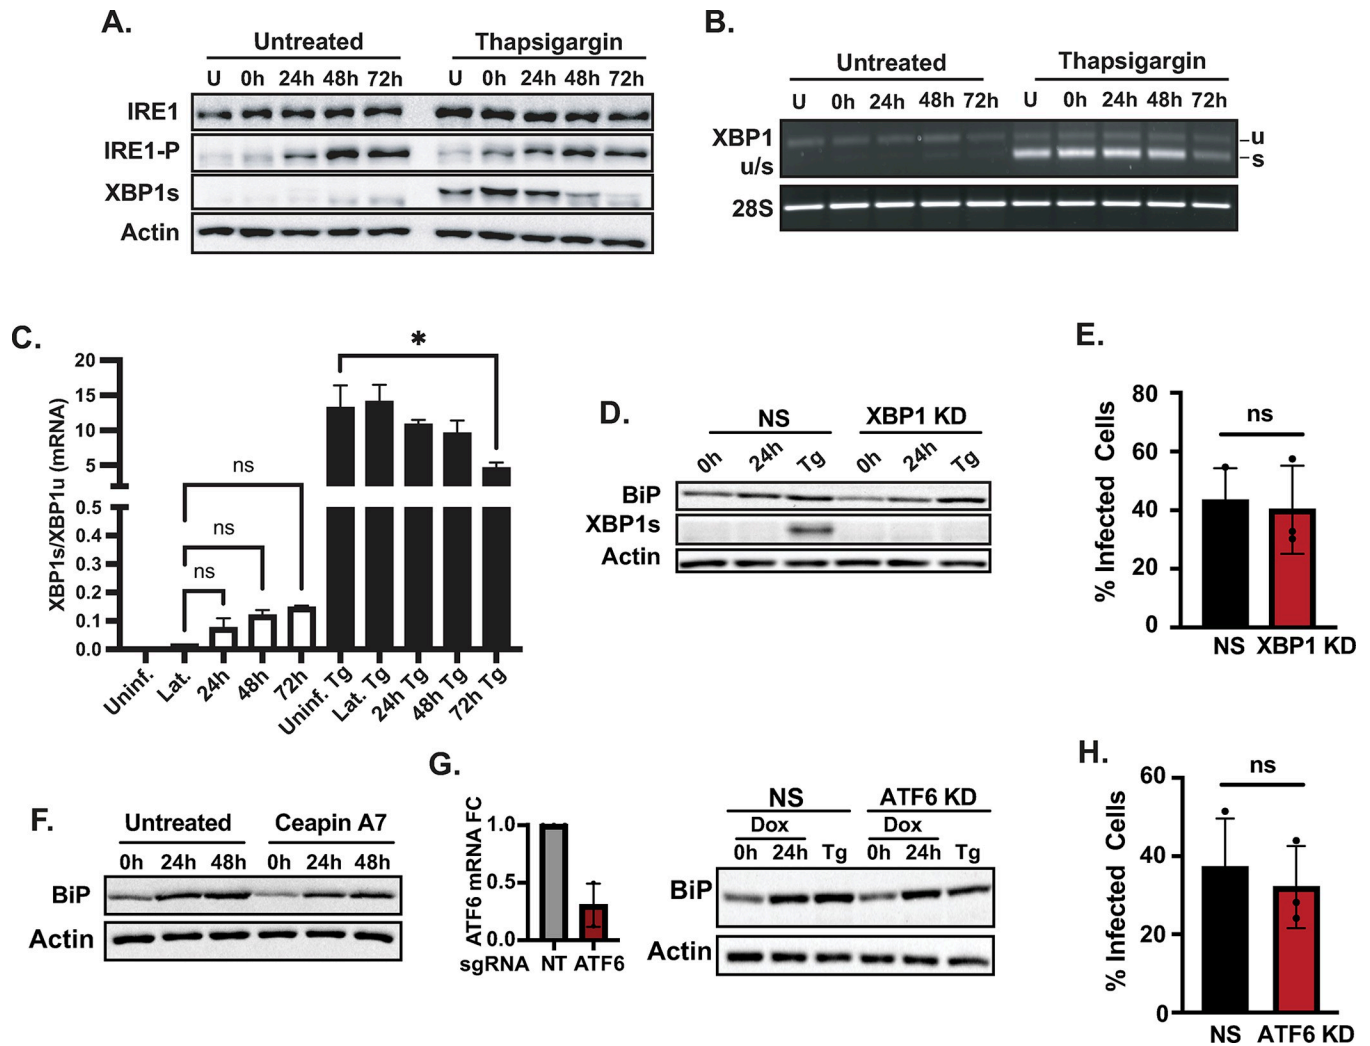 A.
Untreated
Thapsigargin
U 0h 24h 48h 72h
U 0h 24h 48h 72h
IRE1
IRE1-P
XBP1s
Actin
B.
Untreated
Thapsigargin
U 0h 24h 48h 72h
U 0h 24h 48h 72h
XBP1
u/s
u
s
28S
C.
XBP1s/XBP1u (mRNA)
20
15
10
5
0.5
0.4
0.3
0.2
0.1
0.0
ns
ns
ns
*
Uninf.
Lat.
24h
48h
72h
Uninf. Tg
Lat. Tg
24h Tg
48h Tg
72h Tg
D.
NS
XBP1 KD
0h 24h Tg
0h 24h Tg
BiP
XBP1s
Actin
E.
% Infected Cells
80
60
40
20
0
ns
NS XBP1 KD
F.
Untreated
Ceapin A7
0h 24h 48h
0h 24h 48h
BiP
Actin
G.
ATF6 mRNA FC
1.0
0.5
0.0
sgRNA NT ATF6
NS
ATF6 KD
Dox
Dox
0h 24h Tg
0h 24h Tg
BiP
Actin
H.
% Infected Cells
60
40
20
0
ns
NS ATF6 KD